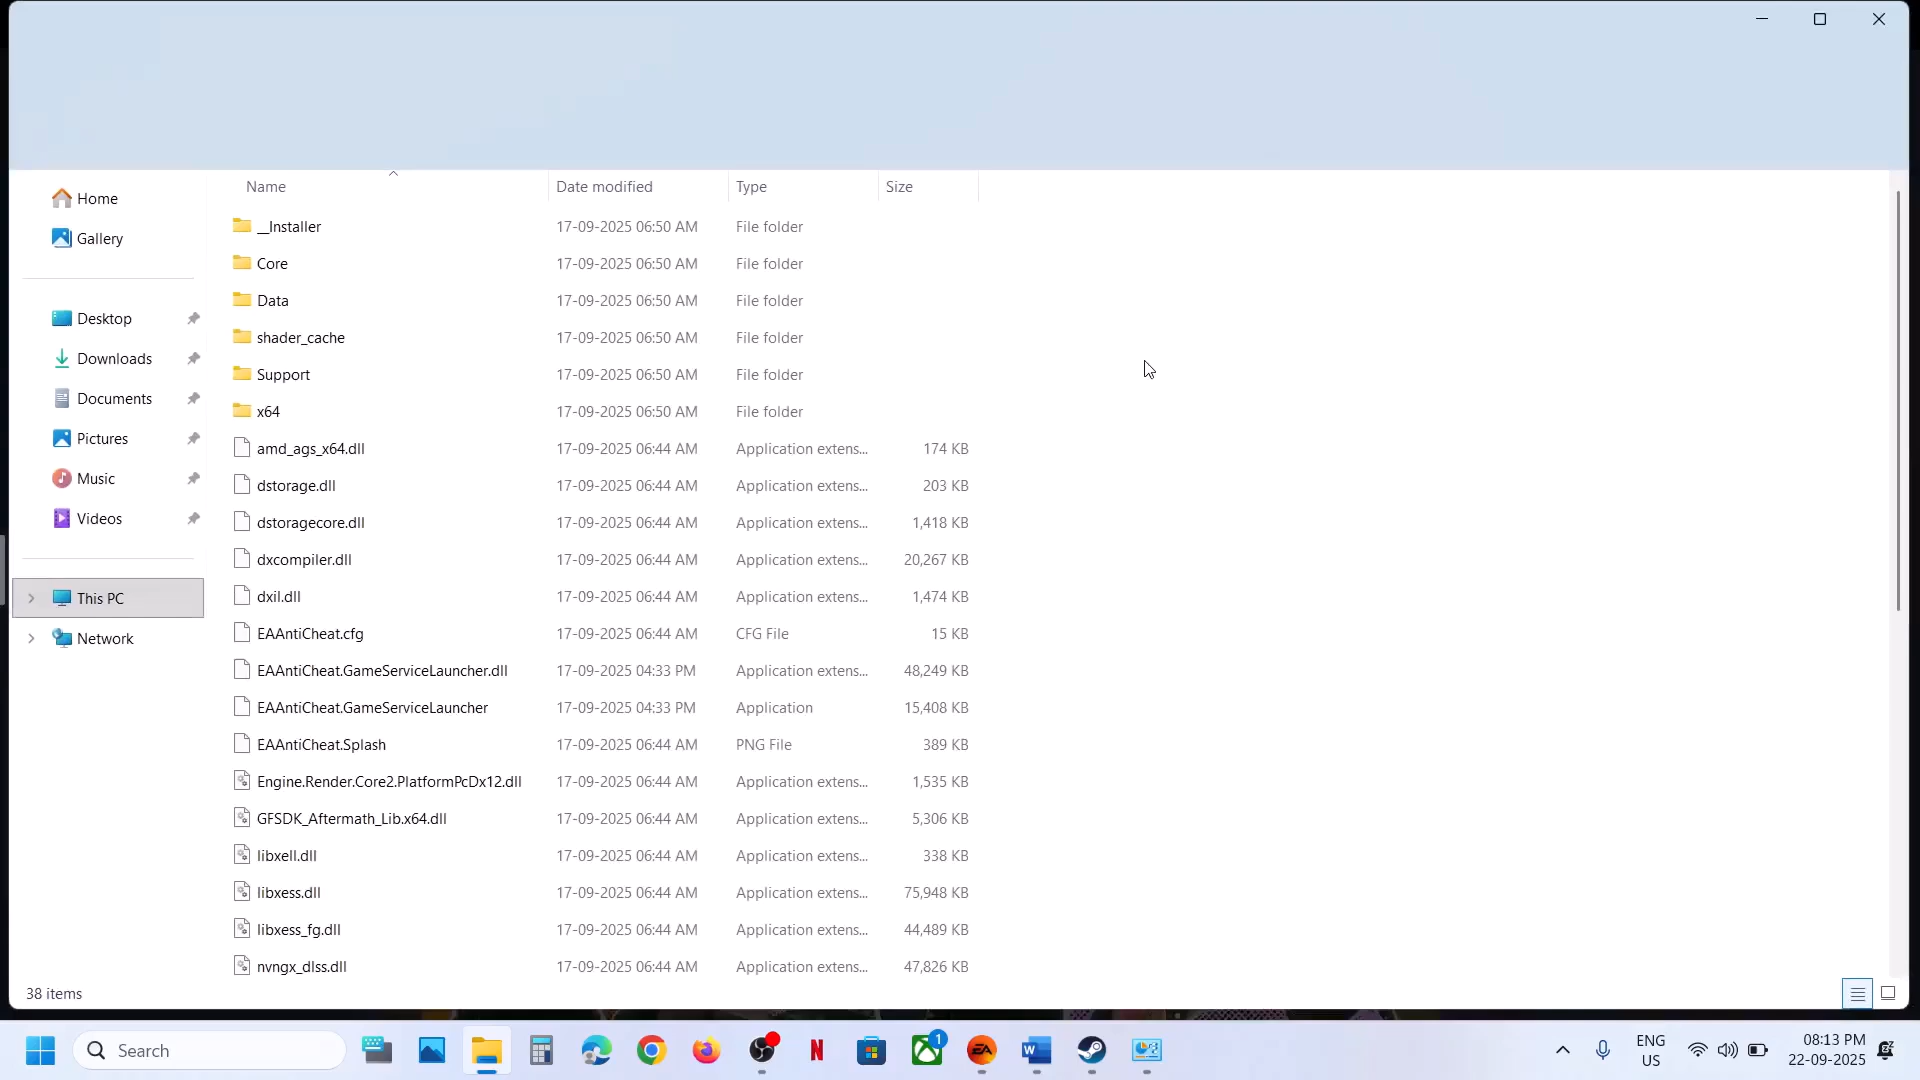 Name Date modified Type Size
Home
Gallery
Desktop
Downloads
Documents
Pictures
Music
Videos
This PC
Network
__Installer 17-09-2025 06:50 AM File folder
Core 17-09-2025 06:50 AM File folder
Data 17-09-2025 06:50 AM File folder
shader_cache 17-09-2025 06:50 AM File folder
Support 17-09-2025 06:50 AM File folder
x64 17-09-2025 06:50 AM File folder
amd_ags_x64.dll 17-09-2025 06:44 AM Application extens... 174 KB
dstorage.dll 17-09-2025 06:44 AM Application extens... 203 KB
dstoragecore.dll 17-09-2025 06:44 AM Application extens... 1,418 KB
dxcompiler.dll 17-09-2025 06:44 AM Application extens... 20,267 KB
dxil.dll 17-09-2025 06:44 AM Application extens... 1,474 KB
EAAntiCheat.cfg 17-09-2025 06:44 AM CFG File 15 KB
EAAntiCheat.GameServiceLauncher.dll 17-09-2025 04:33 PM Application extens... 48,249 KB
EAAntiCheat.GameServiceLauncher 17-09-2025 04:33 PM Application 15,408 KB
EAAntiCheat.Splash 17-09-2025 06:44 AM PNG File 389 KB
Engine.Render.Core2.PlatformPcDx12.dll 17-09-2025 06:44 AM Application extens... 1,535 KB
GFSDK_Aftermath_Lib.x64.dll 17-09-2025 06:44 AM Application extens... 5,306 KB
libxell.dll 17-09-2025 06:44 AM Application extens... 338 KB
libxess.dll 17-09-2025 06:44 AM Application extens... 75,948 KB
libxess_fg.dll 17-09-2025 06:44 AM Application extens... 44,489 KB
nvngx_dlss.dll 17-09-2025 06:44 AM Application extens... 47,826 KB
38 items
Search
N
1
EA
W
ENG
US
08:13 PM
22-09-2025